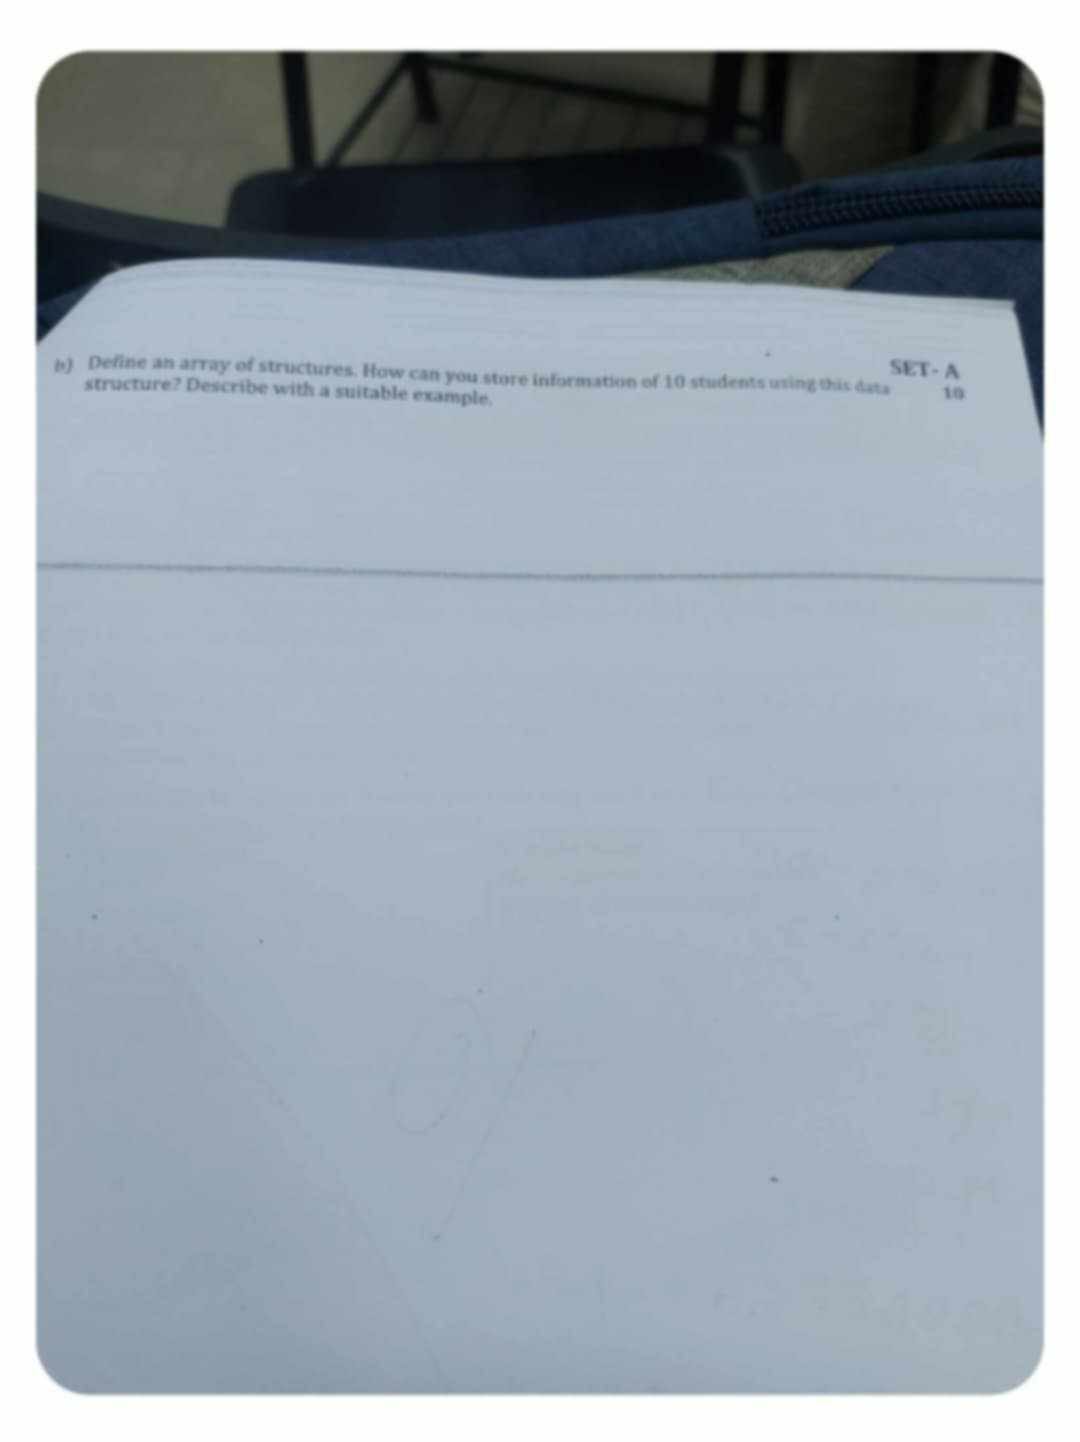 SET- A
b) Define an array of structures. How can you store information of 10 students using this data 10
structure? Describe with a suitable example.